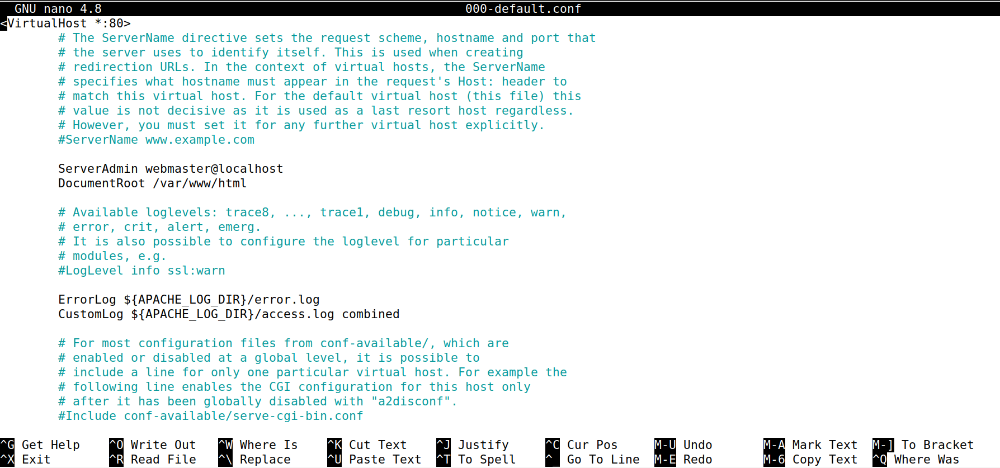 GNU nano 4.8 000-default.conf
<VirtualHost *:80>
# The ServerName directive sets the request scheme, hostname and port that
# the server uses to identify itself. This is used when creating
# redirection URLs. In the context of virtual hosts, the ServerName
# specifies what hostname must appear in the request's Host: header to
# match this virtual host. For the default virtual host (this file) this
# value is not decisive as it is used as a last resort host regardless.
# However, you must set it for any further virtual host explicitly.
#ServerName www.example.com
ServerAdmin webmaster@localhost
DocumentRoot /var/www/html
# Available loglevels: trace8, ..., trace1, debug, info, notice, warn,
# error, crit, alert, emerg.
# It is also possible to configure the loglevel for particular
# modules, e.g.
#LogLevel info ssl:warn
ErrorLog ${APACHE_LOG_DIR}/error.log
CustomLog ${APACHE_LOG_DIR}/access.log combined
# For most configuration files from conf-available/, which are
# enabled or disabled at a global level, it is possible to
# include a line for only one particular virtual host. For example the
# following line enables the CGI configuration for this host only
# after it has been globally disabled with "a2disconf".
#Include conf-available/serve-cgi-bin.conf
^G Get Help ^O Write Out ^W Where Is ^K Cut Text ^J Justify ^C Cur Pos M-U Undo M-A Mark Text M-] To Bracket
^X Exit ^R Read File ^\ Replace ^U Paste Text ^T To Spell ^_ Go To Line M-E Redo M-6 Copy Text ^Q Where Was